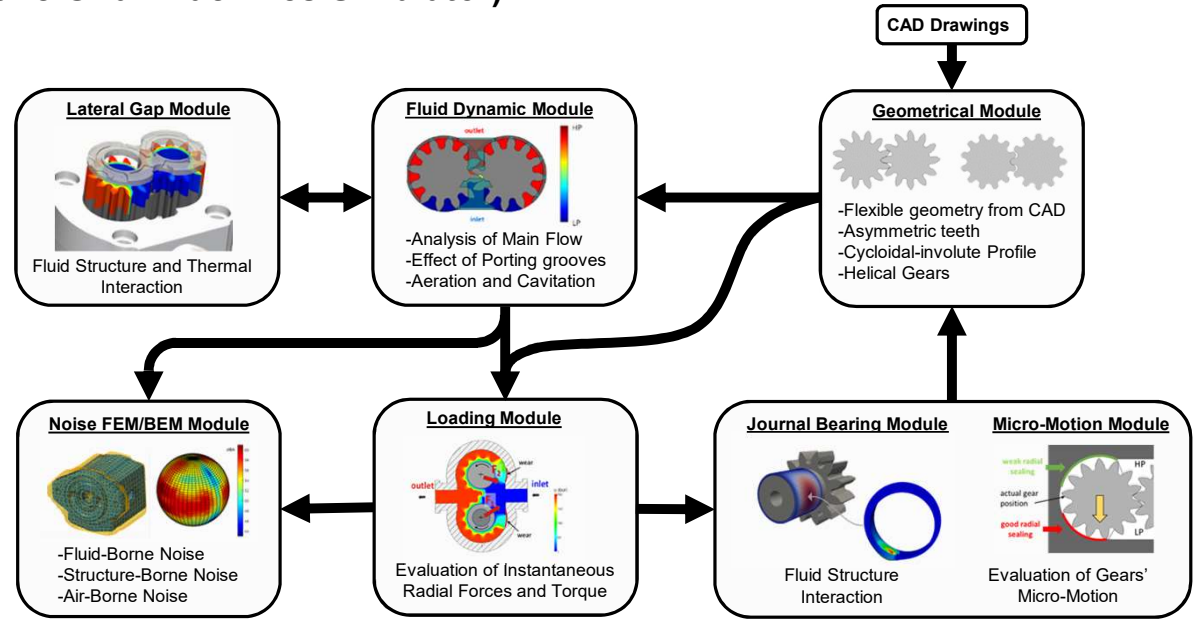 CAD Drawings
Lateral Gap Module
Fluid Structure and Thermal
Interaction
Fluid Dynamic Module
outlet
HP
inlet
LP
-Analysis of Main Flow
-Effect of Porting grooves
-Aeration and Cavitation
Geometrical Module
-Flexible geometry from CAD
-Asymmetric teeth
-Cycloidal-involute Profile
-Helical Gears
Noise FEM/BEM Module
-Fluid-Borne Noise
-Structure-Borne Noise
-Air-Borne Noise
Loading Module
wear
outlet
inlet
wear
Evaluation of Instantaneous
Radial Forces and Torque
Journal Bearing Module
Fluid Structure
Interaction
Micro-Motion Module
weak radial
sealing
HP
actual gear
position
good radial
sealing
LP
Evaluation of Gears'
Micro-Motion